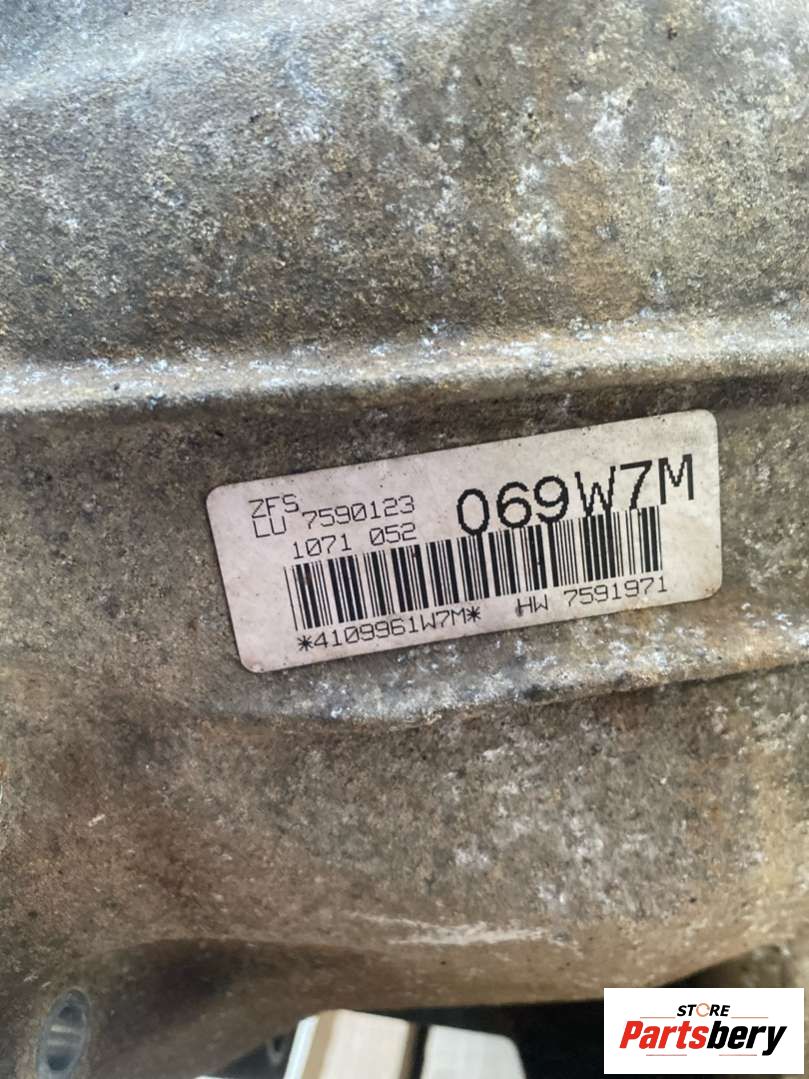 ZFS
LU 7590123
069W7M
1071 052
*4109961W7M* HW 7591971
STORE
Partsbery